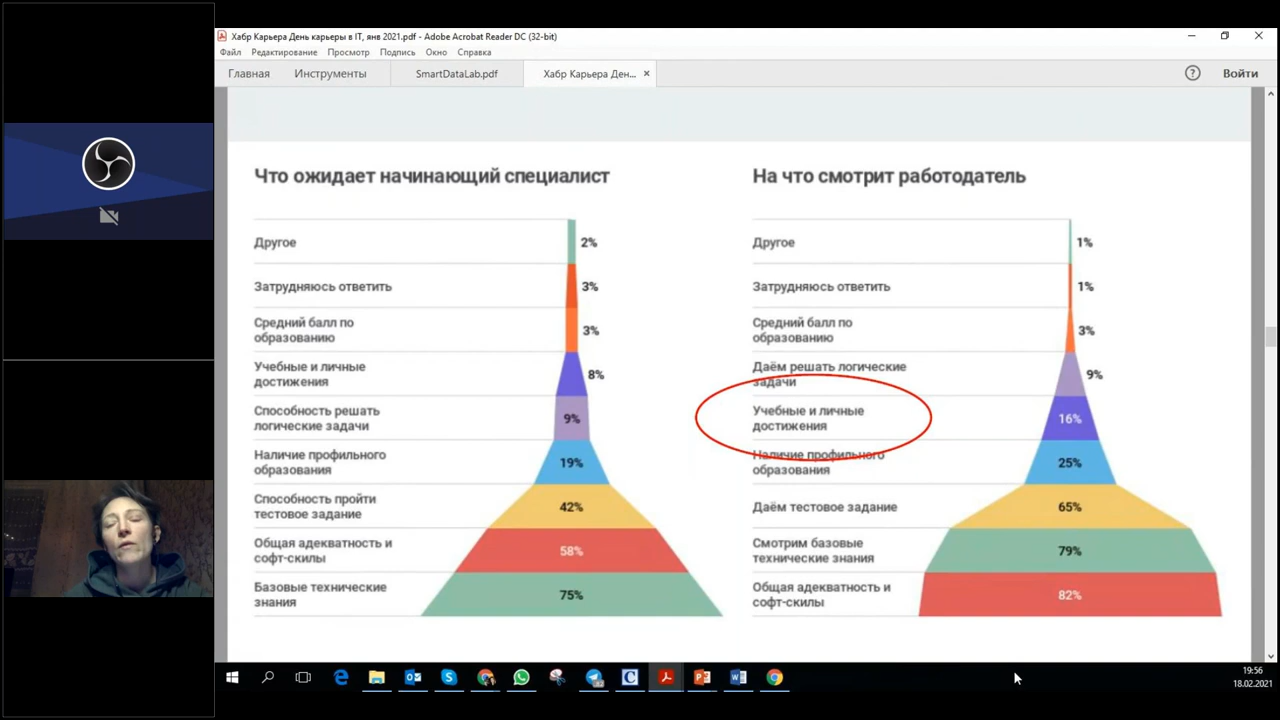 Хабр Карьера День карьеры в IT, янв 2021.pdf - Adobe Acrobat Reader DC (32-bit)
Файл Редактирование Просмотр Подпись Окно Справка
Главная Инструменты SmartDataLab.pdf Хабр Карьера Ден... × ? Войти
Что ожидает начинающий специалист
Другое 2%
Затрудняюсь ответить 3%
Средний балл по
образованию 3%
Учебные и личные
достижения 8%
Способность решать
логические задачи 9%
Наличие профильного
образования 19%
Способность пройти
тестовое задание 42%
Общая адекватность и
софт-скилы 58%
Базовые технические
знания 75%
На что смотрит работодатель
Другое 1%
Затрудняюсь ответить 1%
Средний балл по
образованию 3%
Даём решать логические
задачи 9%
Учебные и личные
достижения 16%
Наличие профильного
образования 25%
Даём тестовое задание 65%
Смотрим базовые
технические знания 79%
Общая адекватность и
софт-скилы 82%
19:56
18.02.2021